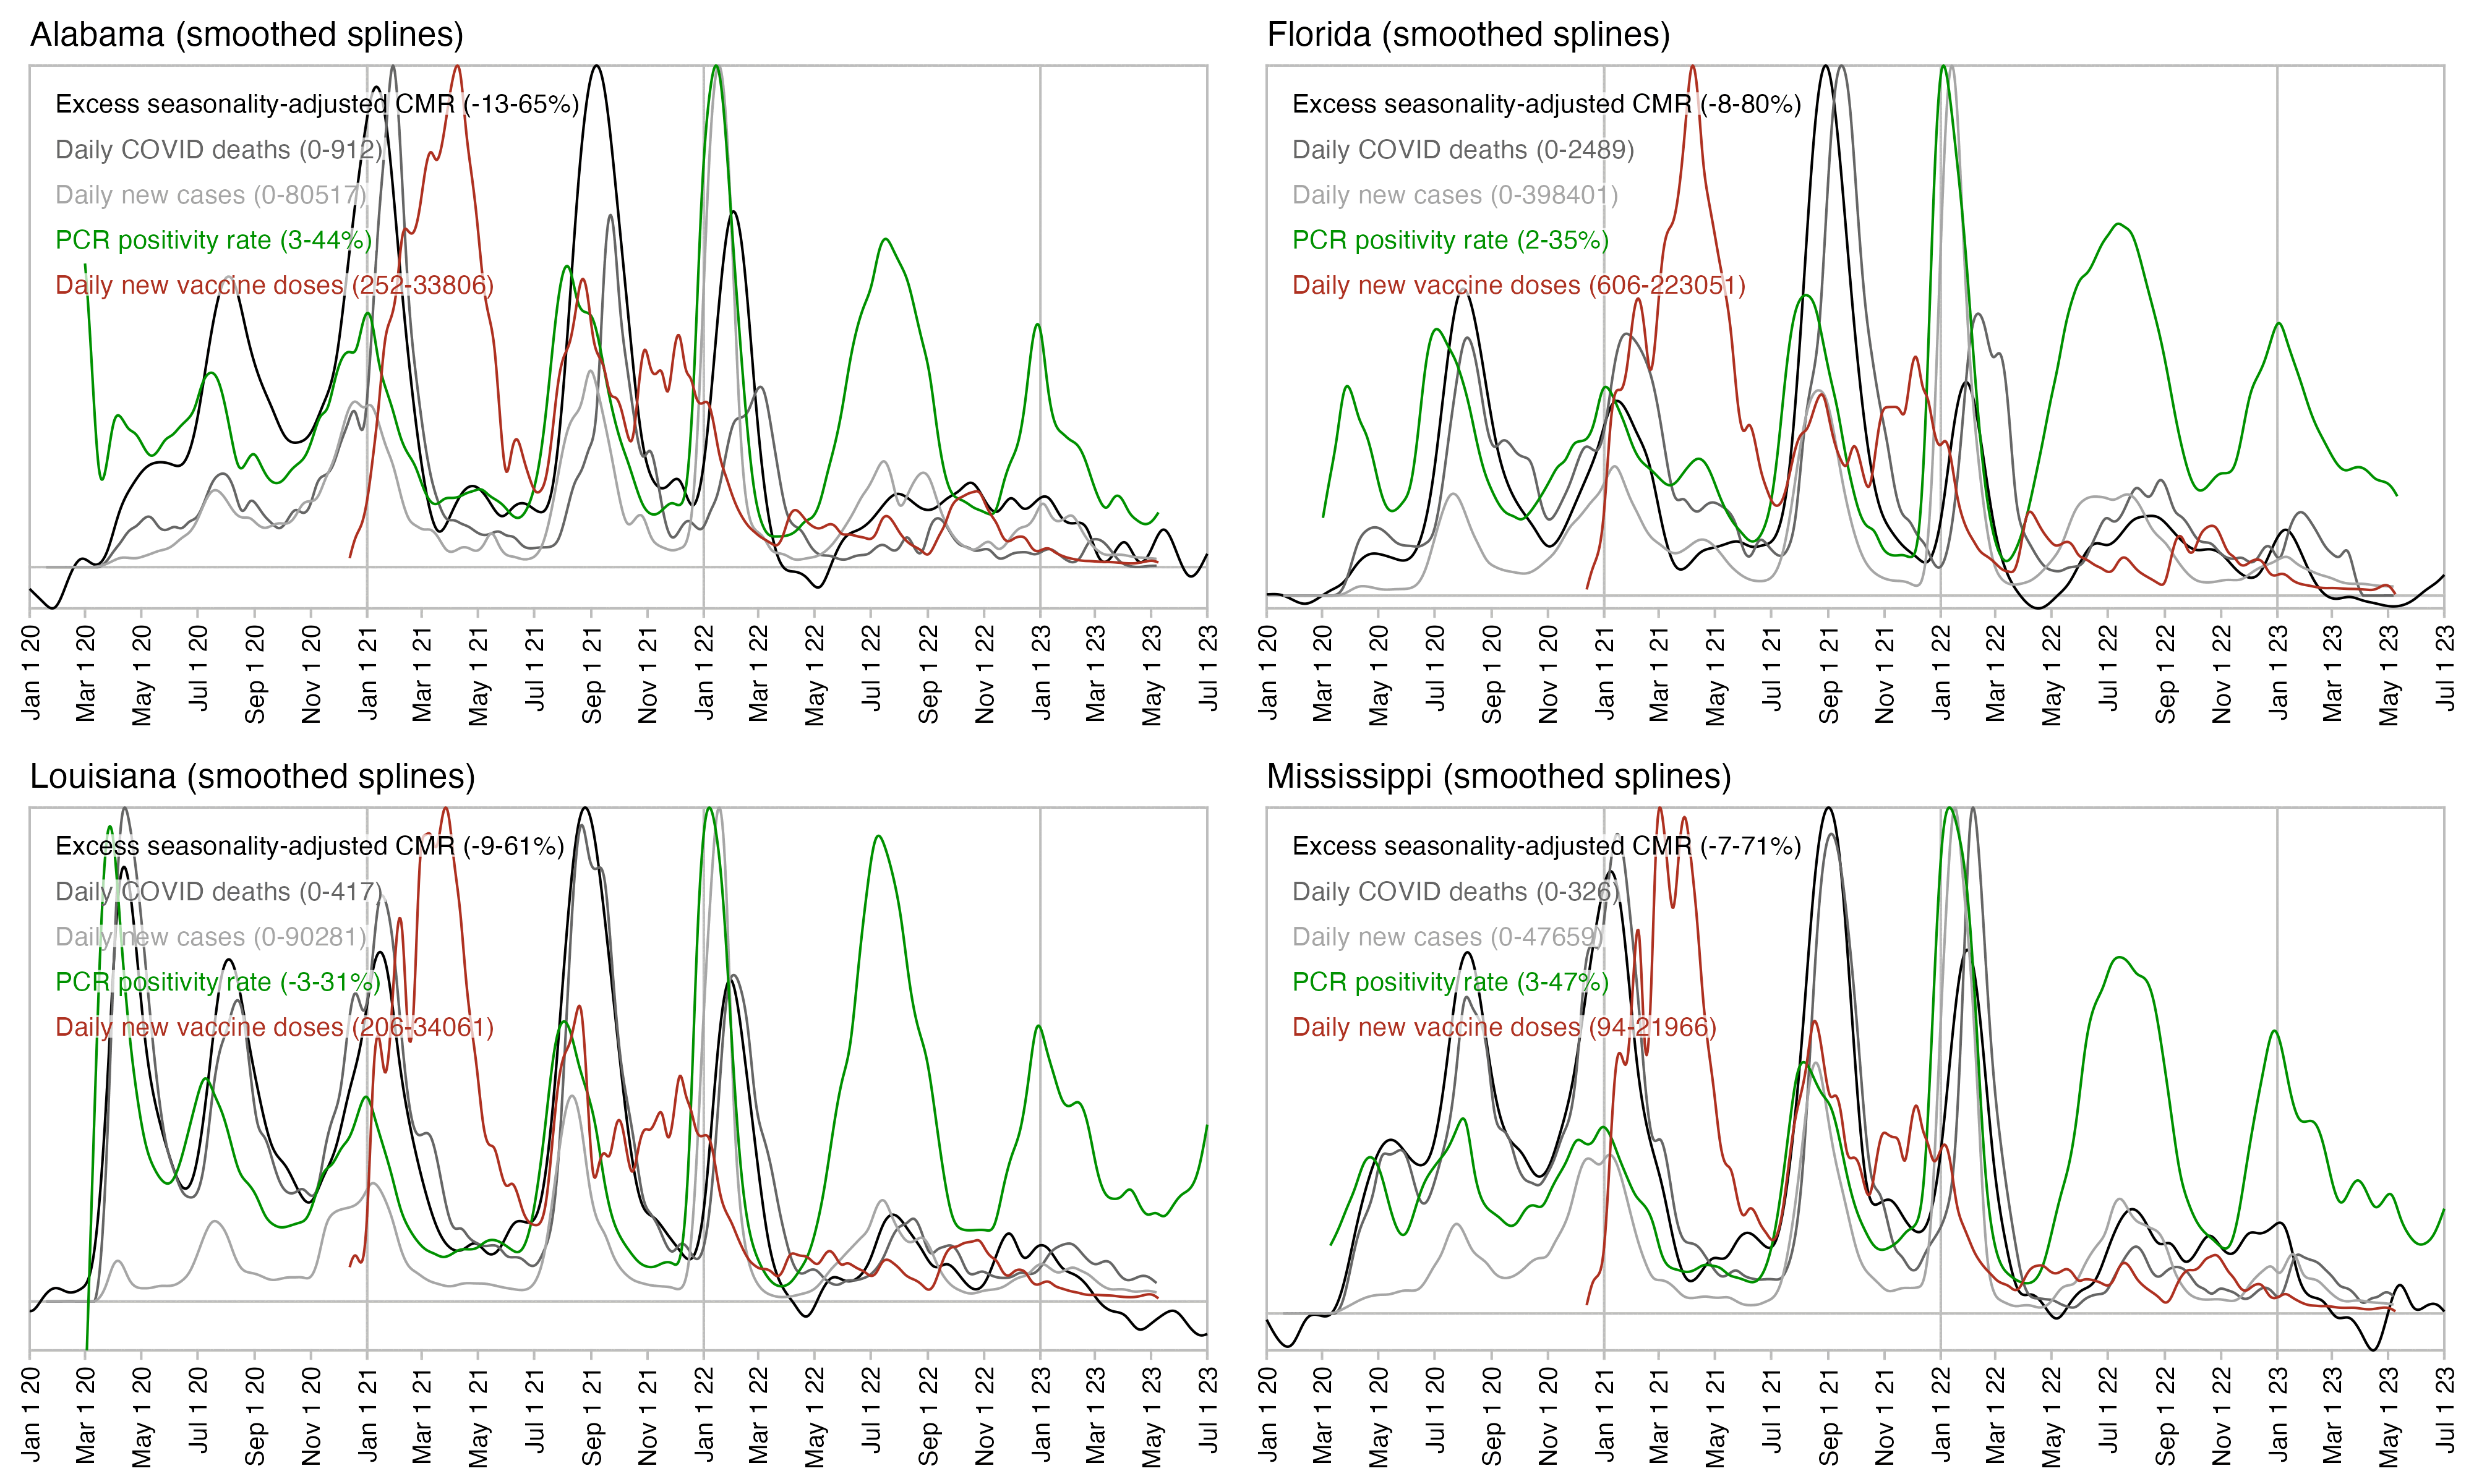 Alabama (smoothed splines)
Excess seasonality-adjusted CMR (-13-65%)
Daily COVID deaths (0-912)
Daily new cases (0-80517)
PCR positivity rate (3-44%)
Daily new vaccine doses (252-33806)
Jan 1 20
Mar 1 20
May 1 20
Jul 1 20
Sep 1 20
Nov 1 20
Jan 1 21
Mar 1 21
May 1 21
Jul 1 21
Sep 1 21
Nov 1 21
Jan 1 22
Mar 1 22
May 1 22
Jul 1 22
Sep 1 22
Nov 1 22
Jan 1 23
Mar 1 23
May 1 23
Jul 1 23
Florida (smoothed splines)
Excess seasonality-adjusted CMR (-8-80%)
Daily COVID deaths (0-2489)
Daily new cases (0-398401)
PCR positivity rate (2-35%)
Daily new vaccine doses (606-223051)
Jan 1 20
Mar 1 20
May 1 20
Jul 1 20
Sep 1 20
Nov 1 20
Jan 1 21
Mar 1 21
May 1 21
Jul 1 21
Sep 1 21
Nov 1 21
Jan 1 22
Mar 1 22
May 1 22
Jul 1 22
Sep 1 22
Nov 1 22
Jan 1 23
Mar 1 23
May 1 23
Jul 1 23
Louisiana (smoothed splines)
Excess seasonality-adjusted CMR (-9-61%)
Daily COVID deaths (0-417)
Daily new cases (0-90281)
PCR positivity rate (-3-31%)
Daily new vaccine doses (206-34061)
Jan 1 20
Mar 1 20
May 1 20
Jul 1 20
Sep 1 20
Nov 1 20
Jan 1 21
Mar 1 21
May 1 21
Jul 1 21
Sep 1 21
Nov 1 21
Jan 1 22
Mar 1 22
May 1 22
Jul 1 22
Sep 1 22
Nov 1 22
Jan 1 23
Mar 1 23
May 1 23
Jul 1 23
Mississippi (smoothed splines)
Excess seasonality-adjusted CMR (-7-71%)
Daily COVID deaths (0-326)
Daily new cases (0-47659)
PCR positivity rate (3-47%)
Daily new vaccine doses (94-21966)
Jan 1 20
Mar 1 20
May 1 20
Jul 1 20
Sep 1 20
Nov 1 20
Jan 1 21
Mar 1 21
May 1 21
Jul 1 21
Sep 1 21
Nov 1 21
Jan 1 22
Mar 1 22
May 1 22
Jul 1 22
Sep 1 22
Nov 1 22
Jan 1 23
Mar 1 23
May 1 23
Jul 1 23